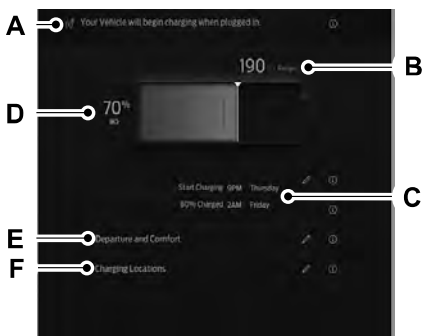 A
Your Vehicle will begin charging when plugged in.
190
Range
B
D
70%
Start Charging 9PM Thursday
80% Charged 2AM Friday
C
E
Departure and Comfort
F
Charging Locations